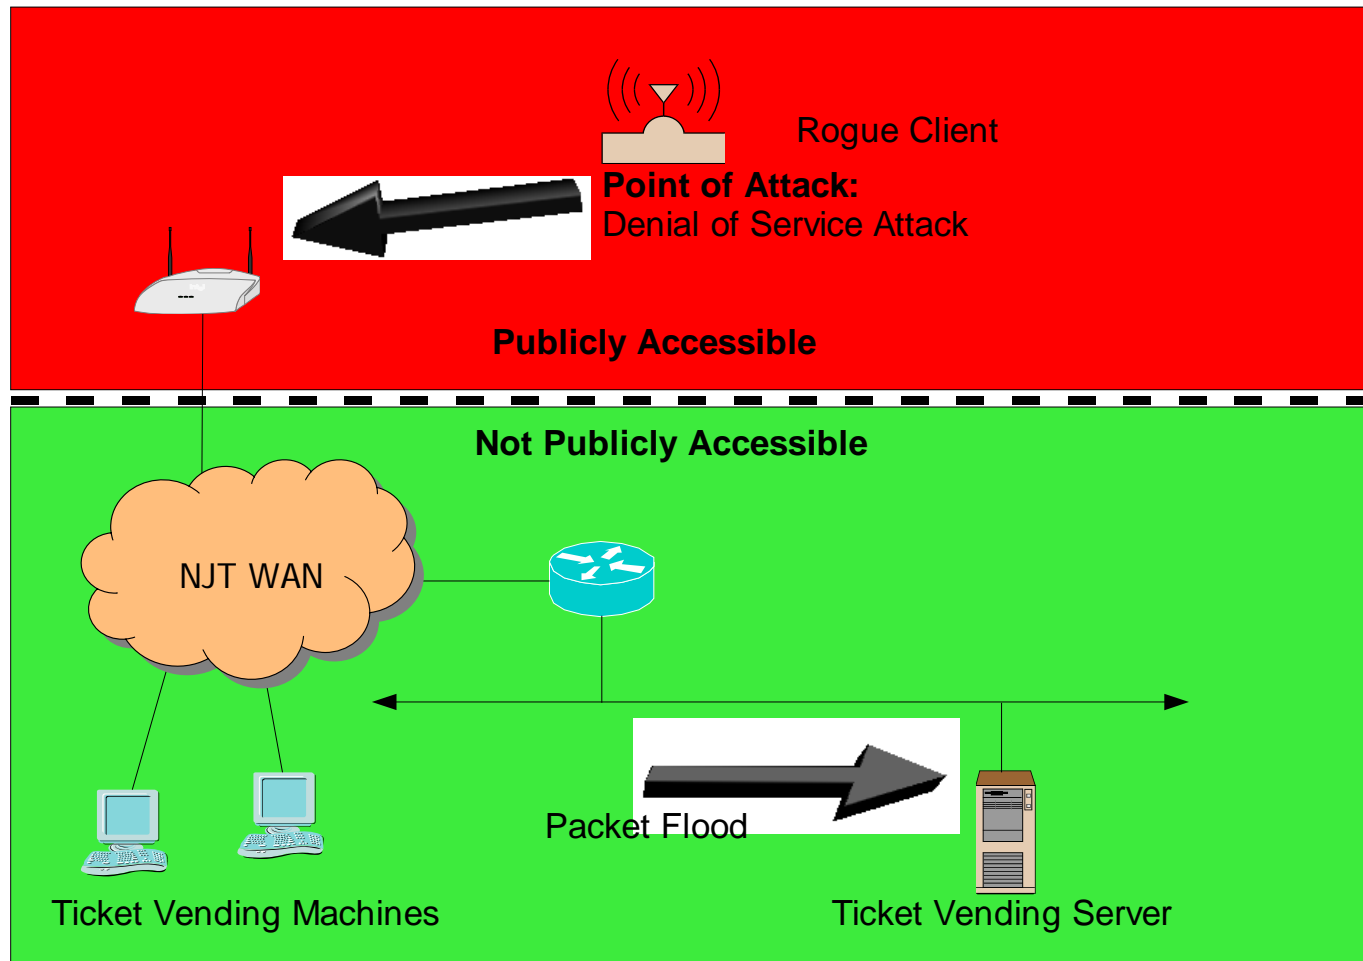 Rogue Client
Point of Attack:
Denial of Service Attack
Publicly Accessible
Not Publicly Accessible
NJT WAN
Packet Flood
Ticket Vending Machines
Ticket Vending Server